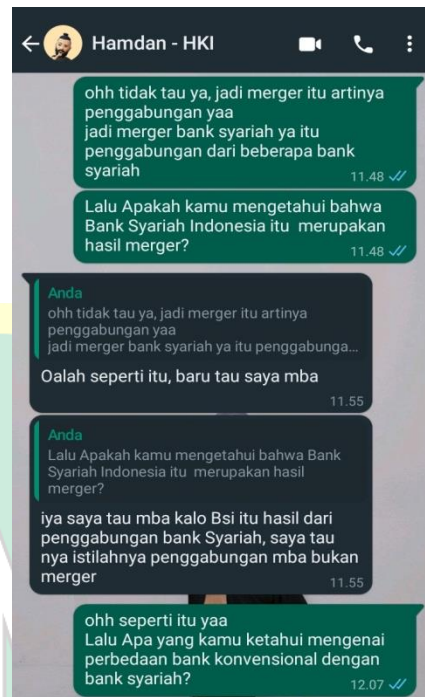 Hamdan - HKI
ohh tidak tau ya, jadi merger itu artinya
penggabungan yaa
jadi merger bank syariah ya itu
penggabungan dari beberapa bank
syariah
11.48
Lalu Apakah kamu mengetahui bahwa
Bank Syariah Indonesia itu merupakan
hasil merger?
11.48
Anda
ohh tidak tau ya, jadi merger itu artinya
penggabungan yaa
jadi merger bank syariah ya itu penggabunga...
Oalah seperti itu, baru tau saya mba
11.55
Anda
Lalu Apakah kamu mengetahui bahwa Bank
Syariah Indonesia itu merupakan hasil
merger?
iya saya tau mba kalo Bsi itu hasil dari
penggabungan bank Syariah, saya tau
nya istilahnya penggabungan mba bukan
merger
11.55
ohh seperti itu yaa
Lalu Apa yang kamu ketahui mengenai
perbedaan bank konvensional dengan
bank syariah?
12.07